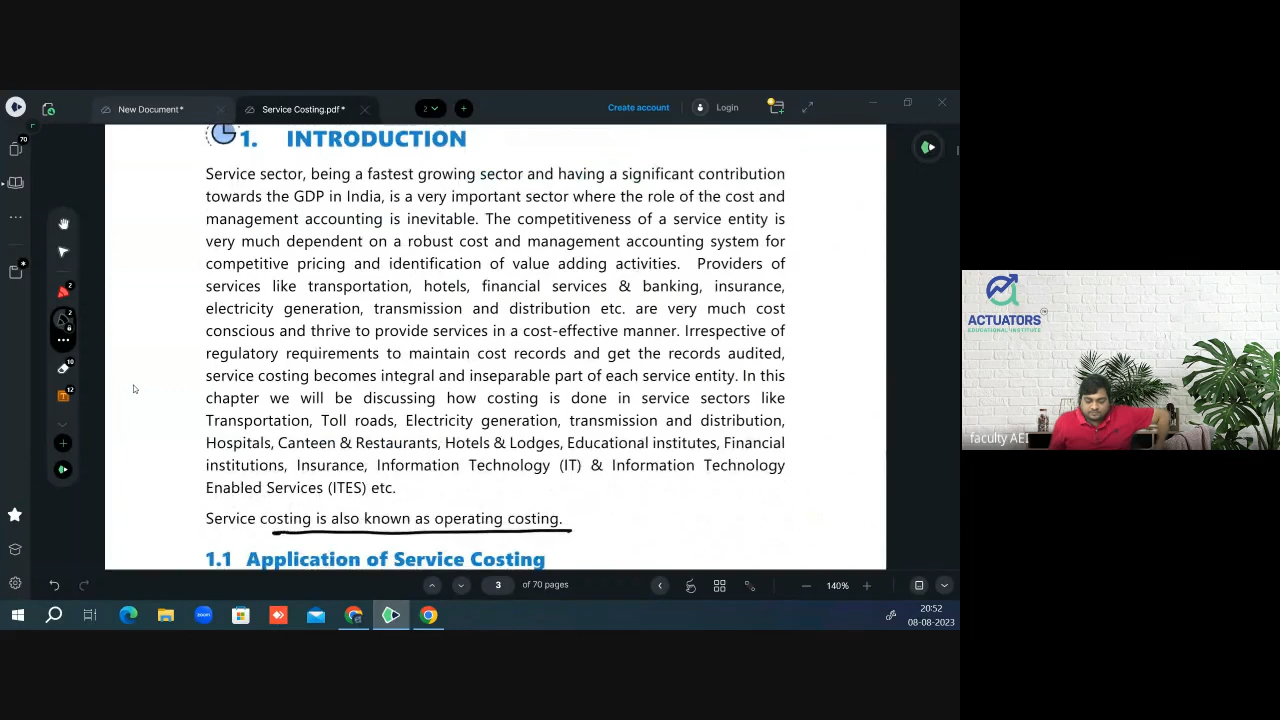 New Document*
Service Costing.pdf *
2
Create account
Login
70
1. INTRODUCTION
Service sector, being a fastest growing sector and having a significant contribution
towards the GDP in India, is a very important sector where the role of the cost and
management accounting is inevitable. The competitiveness of a service entity is
very much dependent on a robust cost and management accounting system for
competitive pricing and identification of value adding activities. Providers of
services like transportation, hotels, financial services & banking, insurance,
electricity generation, transmission and distribution etc. are very much cost
conscious and thrive to provide services in a cost-effective manner. Irrespective of
regulatory requirements to maintain cost records and get the records audited,
service costing becomes integral and inseparable part of each service entity. In this
chapter we will be discussing how costing is done in service sectors like
Transportation, Toll roads, Electricity generation, transmission and distribution,
Hospitals, Canteen & Restaurants, Hotels & Lodges, Educational institutes, Financial
institutions, Insurance, Information Technology (IT) & Information Technology
Enabled Services (ITES) etc.
Service costing is also known as operating costing.
1.1 Application of Service Costing
2
2
10
12
3 of 70 pages
140%
zoom
20:52
08-08-2023
ACTUATORS
EDUCATIONAL INSTITUTE
faculty AEI